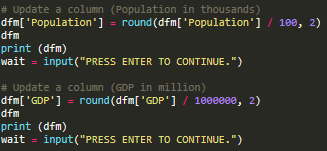 # Update a column (Population in thousands)
dfm['Population'] = round(dfm['Population'] / 100, 2)
dfm
print (dfm)
wait = input("PRESS ENTER TO CONTINUE.")
# Update a column (GDP in million)
dfm['GDP'] = round(dfm['GDP'] / 1000000, 2)
dfm
print (dfm)
wait = input("PRESS ENTER TO CONTINUE.")